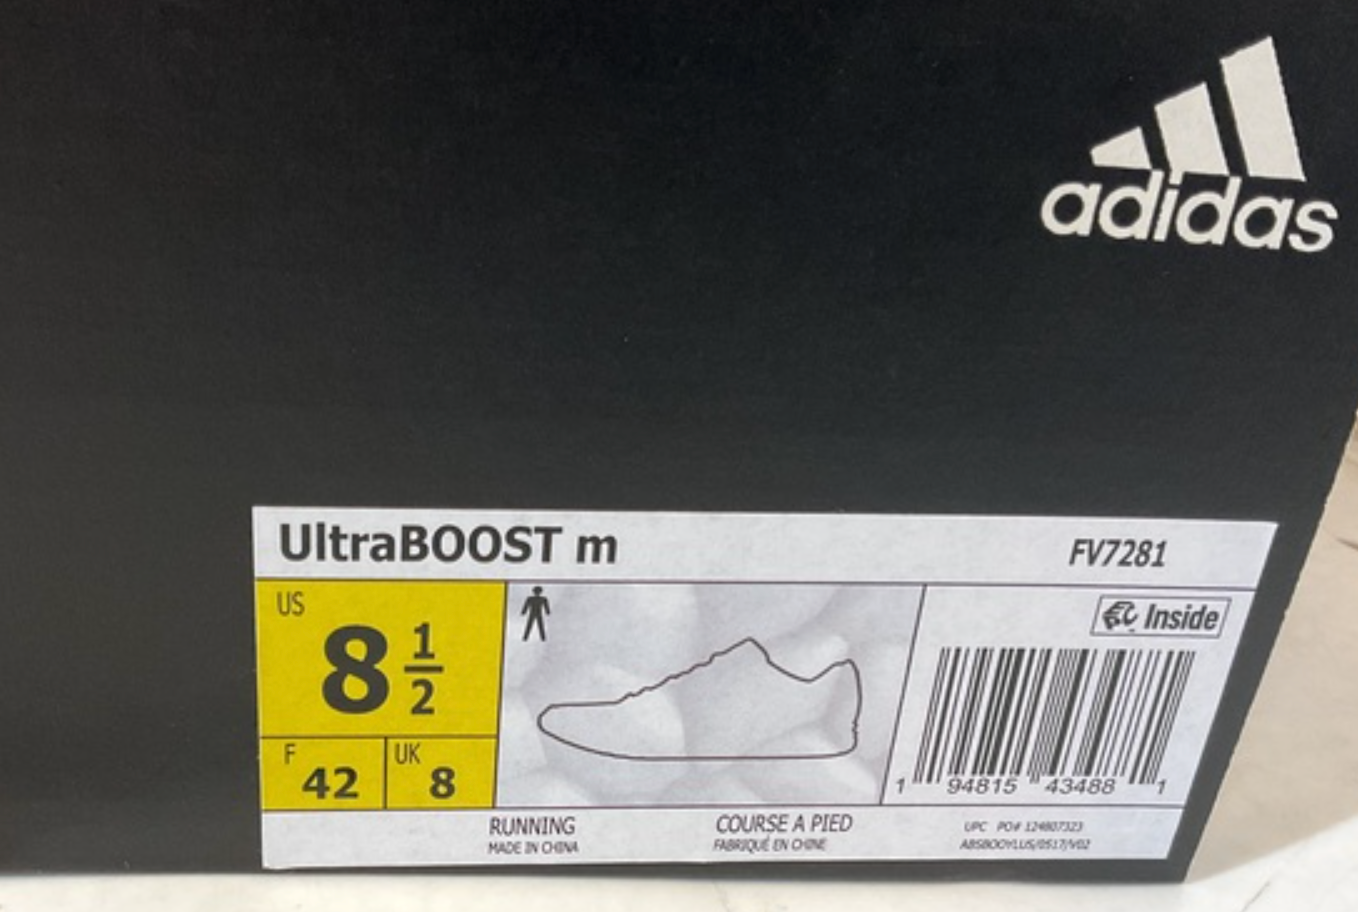 adidas
UltraBOOST m
FV7281
US
8 1/2
F
42
UK
8
Inside
1 94815 43488 1
RUNNING
MADE IN CHINA
COURSE A PIED
FABRIQUÉ EN CHINE
UPC PO# 124807323